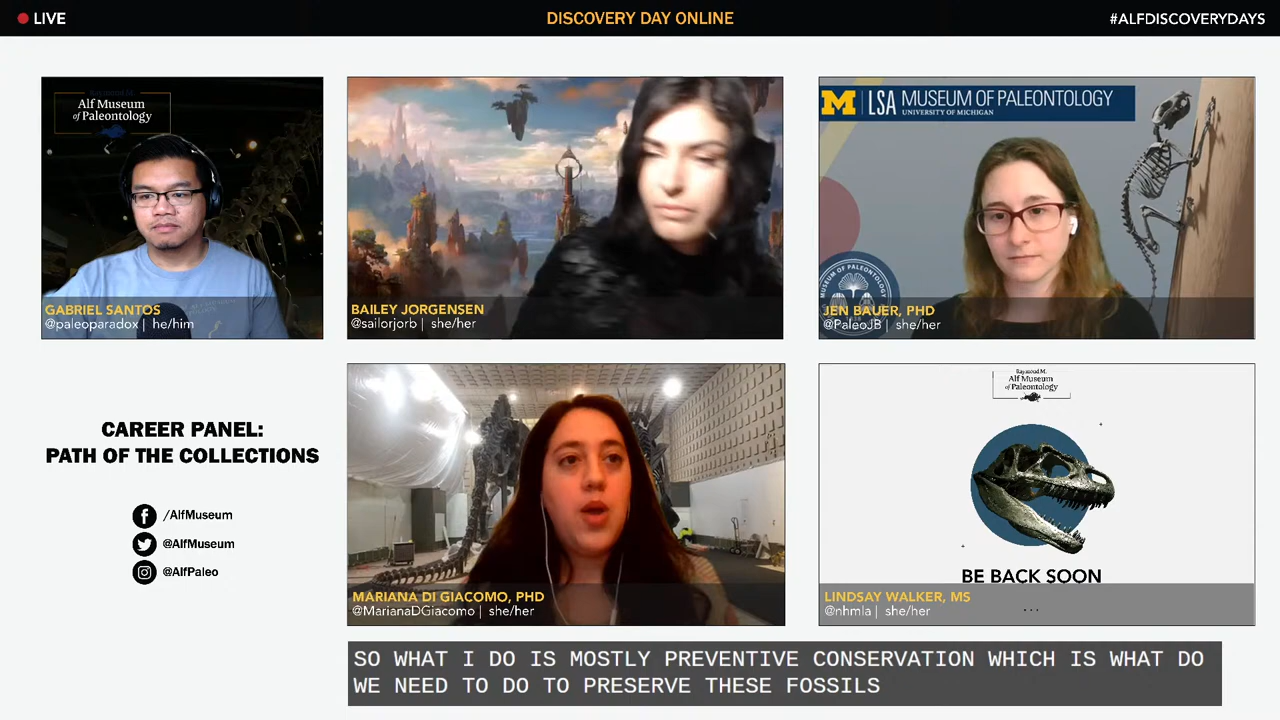 LIVE
DISCOVERY DAY ONLINE
#ALFDISCOVERYDAYS
Raymond M.
Alf Museum
of Paleontology
GABRIEL SANTOS
@paleoparadox | he/him
BAILEY JORGENSEN
@sailorjorb | she/her
M LSA MUSEUM OF PALEONTOLOGY
UNIVERSITY OF MICHIGAN
MUSEUM OF PALEONTOLOGY
JEN BAUER, PHD
@PaleoJB | she/her
CAREER PANEL:
PATH OF THE COLLECTIONS
/AlfMuseum
@AlfMuseum
@AlfPaleo
MARIANA DI GIACOMO, PHD
@MarianaDGiacomo | she/her
Raymond M.
Alf Museum
of Paleontology
BE BACK SOON
...
LINDSAY WALKER, MS
@nhmla | she/her
SO WHAT I DO IS MOSTLY PREVENTIVE CONSERVATION WHICH IS WHAT DO
WE NEED TO DO TO PRESERVE THESE FOSSILS